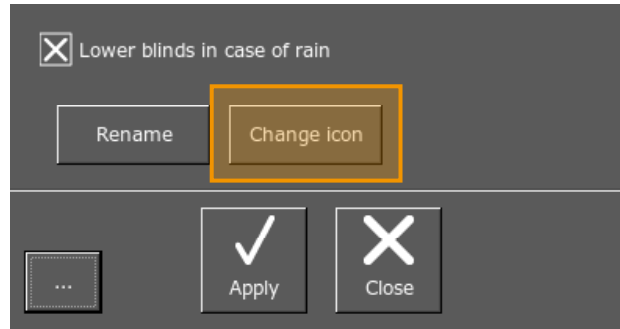 Lower blinds in case of rain
Rename
Change icon
...
Apply
Close